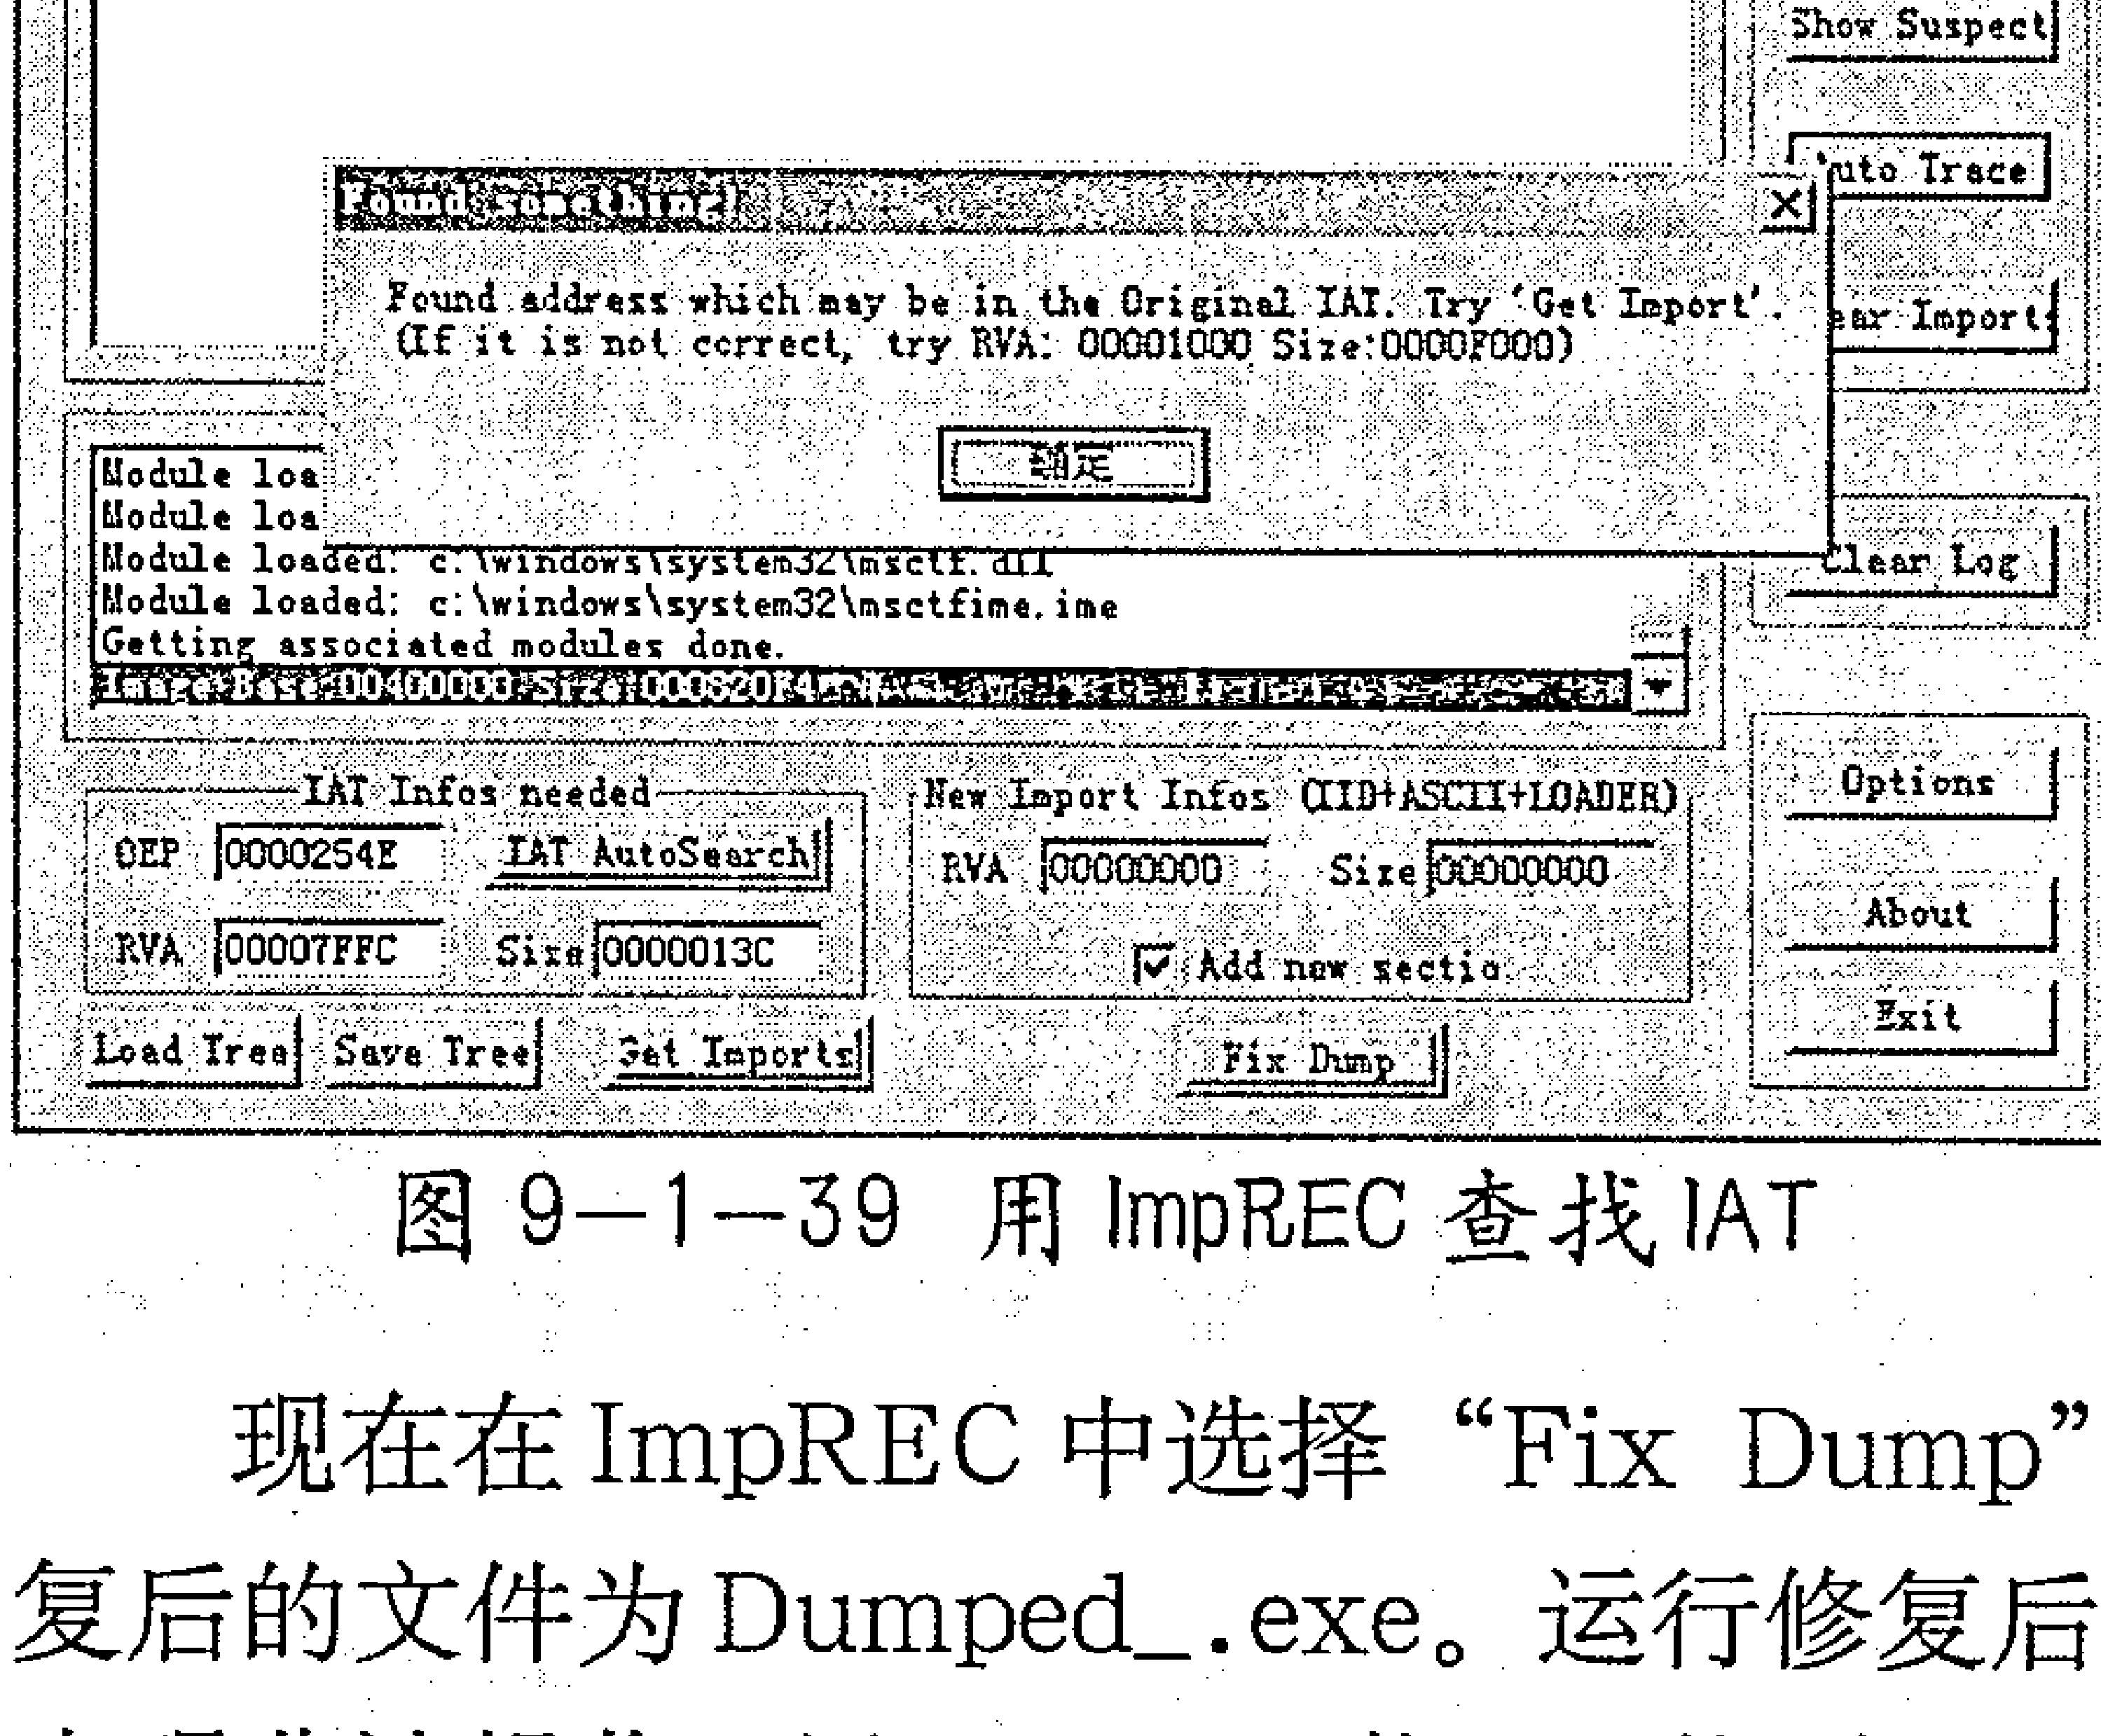 Show Suspect
uto Trace
Found something!
Found address which may be in the Original IAT. Try 'Get Import'.
(If it is not correct, try RVA: 00001000 Size:0000F000)
ear Imports
确定
Module loa
Module loa
Module loaded: c:\windows\system32\msctf.dll
Module loaded: c:\windows\system32\msctfime.ime
Getting associated modules done.
Image Base:00400000 Size:
Clear Log
IAT Infos needed
OEP 0000254E IAT AutoSearch
RVA 00007FFC Size 0000013C
New Import Infos (IID+ASCII+LOADER)
RVA 00000000 Size 00000000
Add new sectio
Options
About
Exit
Load Tree Save Tree Get Imports Fix Dump
图 9-1-39 用 ImpREC 查找 IAT
现在在 ImpREC 中选择 “Fix Dump”
复后的文件为 Dumped_.exe。运行修复后